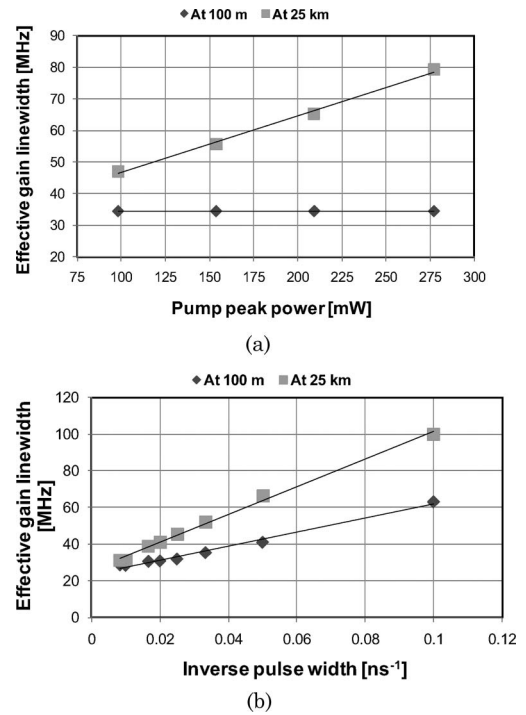 ◆ At 100 m ■ At 25 km
Effective gain linewidth [MHz]
90
80
70
60
50
40
30
20
75 100 125 150 175 200 225 250 275 300
Pump peak power [mW]
(a)
◆ At 100 m ■ At 25 km
Effective gain linewidth
[MHz]
120
100
80
60
40
20
0
0 0.02 0.04 0.06 0.08 0.1 0.12
Inverse pulse width [ns⁻¹]
(b)